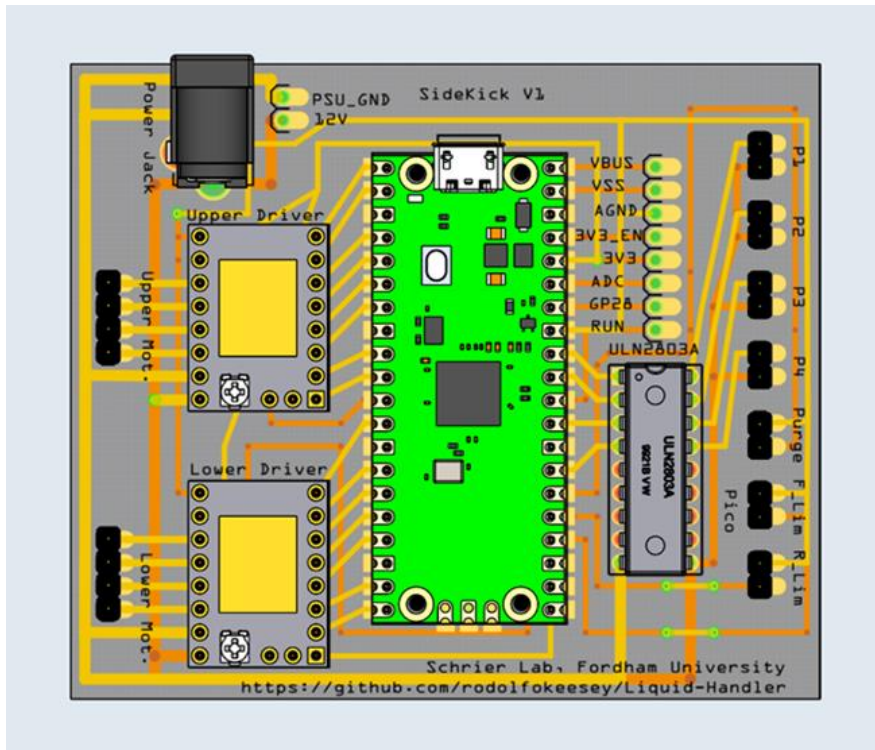 SideKick V1
PSU_GND
12V
Power Jack
Upper Driver
Upper Mot.
Lower Driver
Lower Mot.
VBUS
VSS
AGND
3V3_EN
3V3
ADC
GP28
RUN
ULN2803A
ULN2803A
Pico
P1
P2
P3
P4
Purge
F_Lim
R_Lim
Schrier Lab, Fordham University
https://github.com/rodolfokeesey/Liquid-Handler